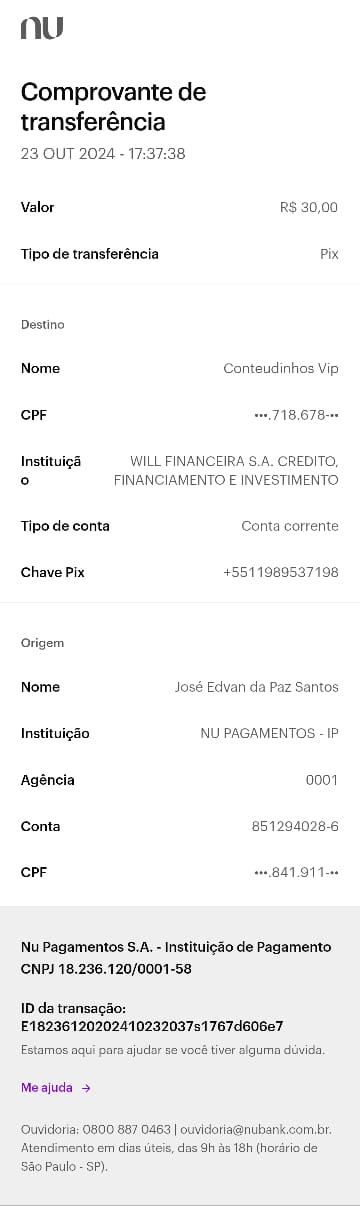 nu
Comprovante de
transferência
23 OUT 2024 - 17:37:38
Valor R$ 30,00
Tipo de transferência Pix
Destino
Nome Conteudinhos Vip
CPF •••.718.678-••
Instituiçã WILL FINANCEIRA S.A. CREDITO,
o FINANCIAMENTO E INVESTIMENTO
Tipo de conta Conta corrente
Chave Pix +5511989537198
Origem
Nome José Edvan da Paz Santos
Instituição NU PAGAMENTOS - IP
Agência 0001
Conta 851294028-6
CPF •••.841.911-••
Nu Pagamentos S.A. - Instituição de Pagamento
CNPJ 18.236.120/0001-58
ID da transação:
E18236120202410232037s1767d606e7
Estamos aqui para ajudar se você tiver alguma dúvida.
Me ajuda →
Ouvidoria: 0800 887 0463 | ouvidoria@nubank.com.br.
Atendimento em dias úteis, das 9h às 18h (horário de
São Paulo - SP).